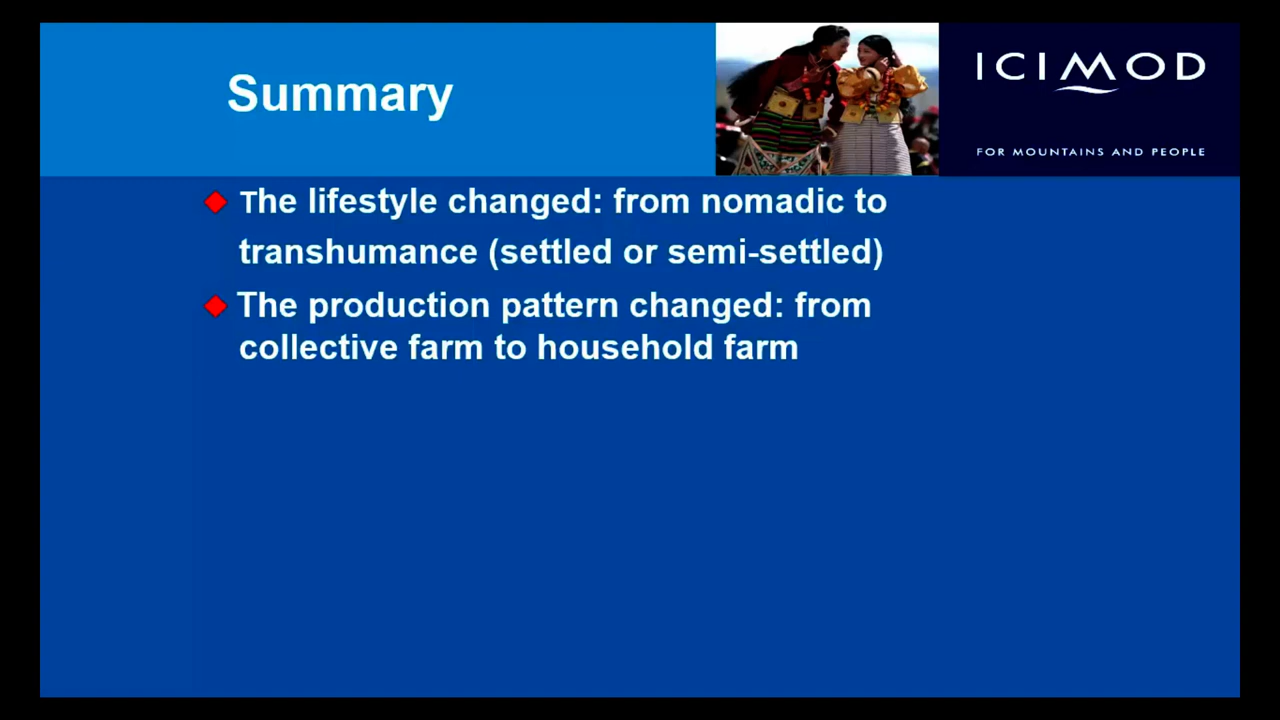 Summary
ICIMOD
FOR MOUNTAINS AND PEOPLE
The lifestyle changed: from nomadic to
transhumance (settled or semi-settled)
The production pattern changed: from
collective farm to household farm